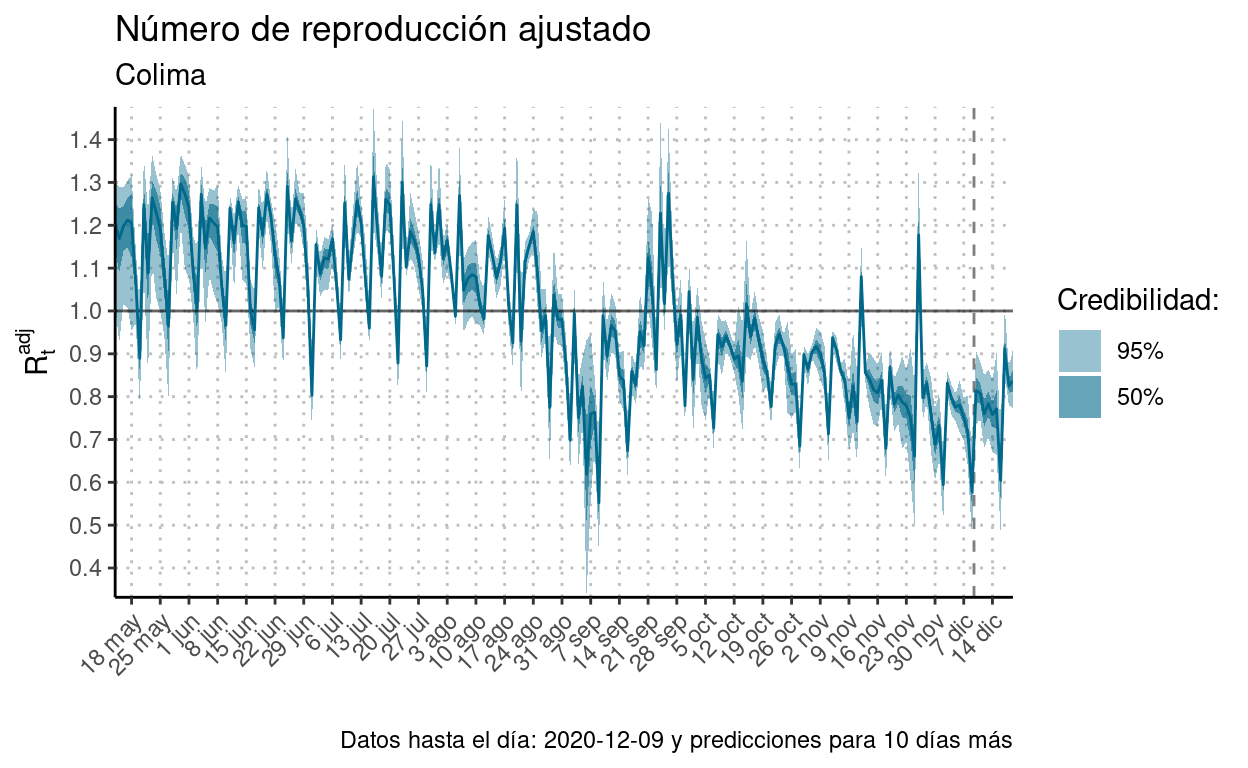 Número de reproducción ajustado
Colima
R_t^adj
1.4
1.3
1.2
1.1
1.0
0.9
0.8
0.7
0.6
0.5
0.4
18 may
25 may
1 jun
8 jun
15 jun
22 jun
29 jun
6 jul
13 jul
20 jul
27 jul
3 ago
10 ago
17 ago
24 ago
31 ago
7 sep
14 sep
21 sep
28 sep
5 oct
12 oct
19 oct
26 oct
2 nov
9 nov
16 nov
23 nov
30 nov
7 dic
14 dic
Credibilidad:
95%
50%
Datos hasta el día: 2020-12-09 y predicciones para 10 días más